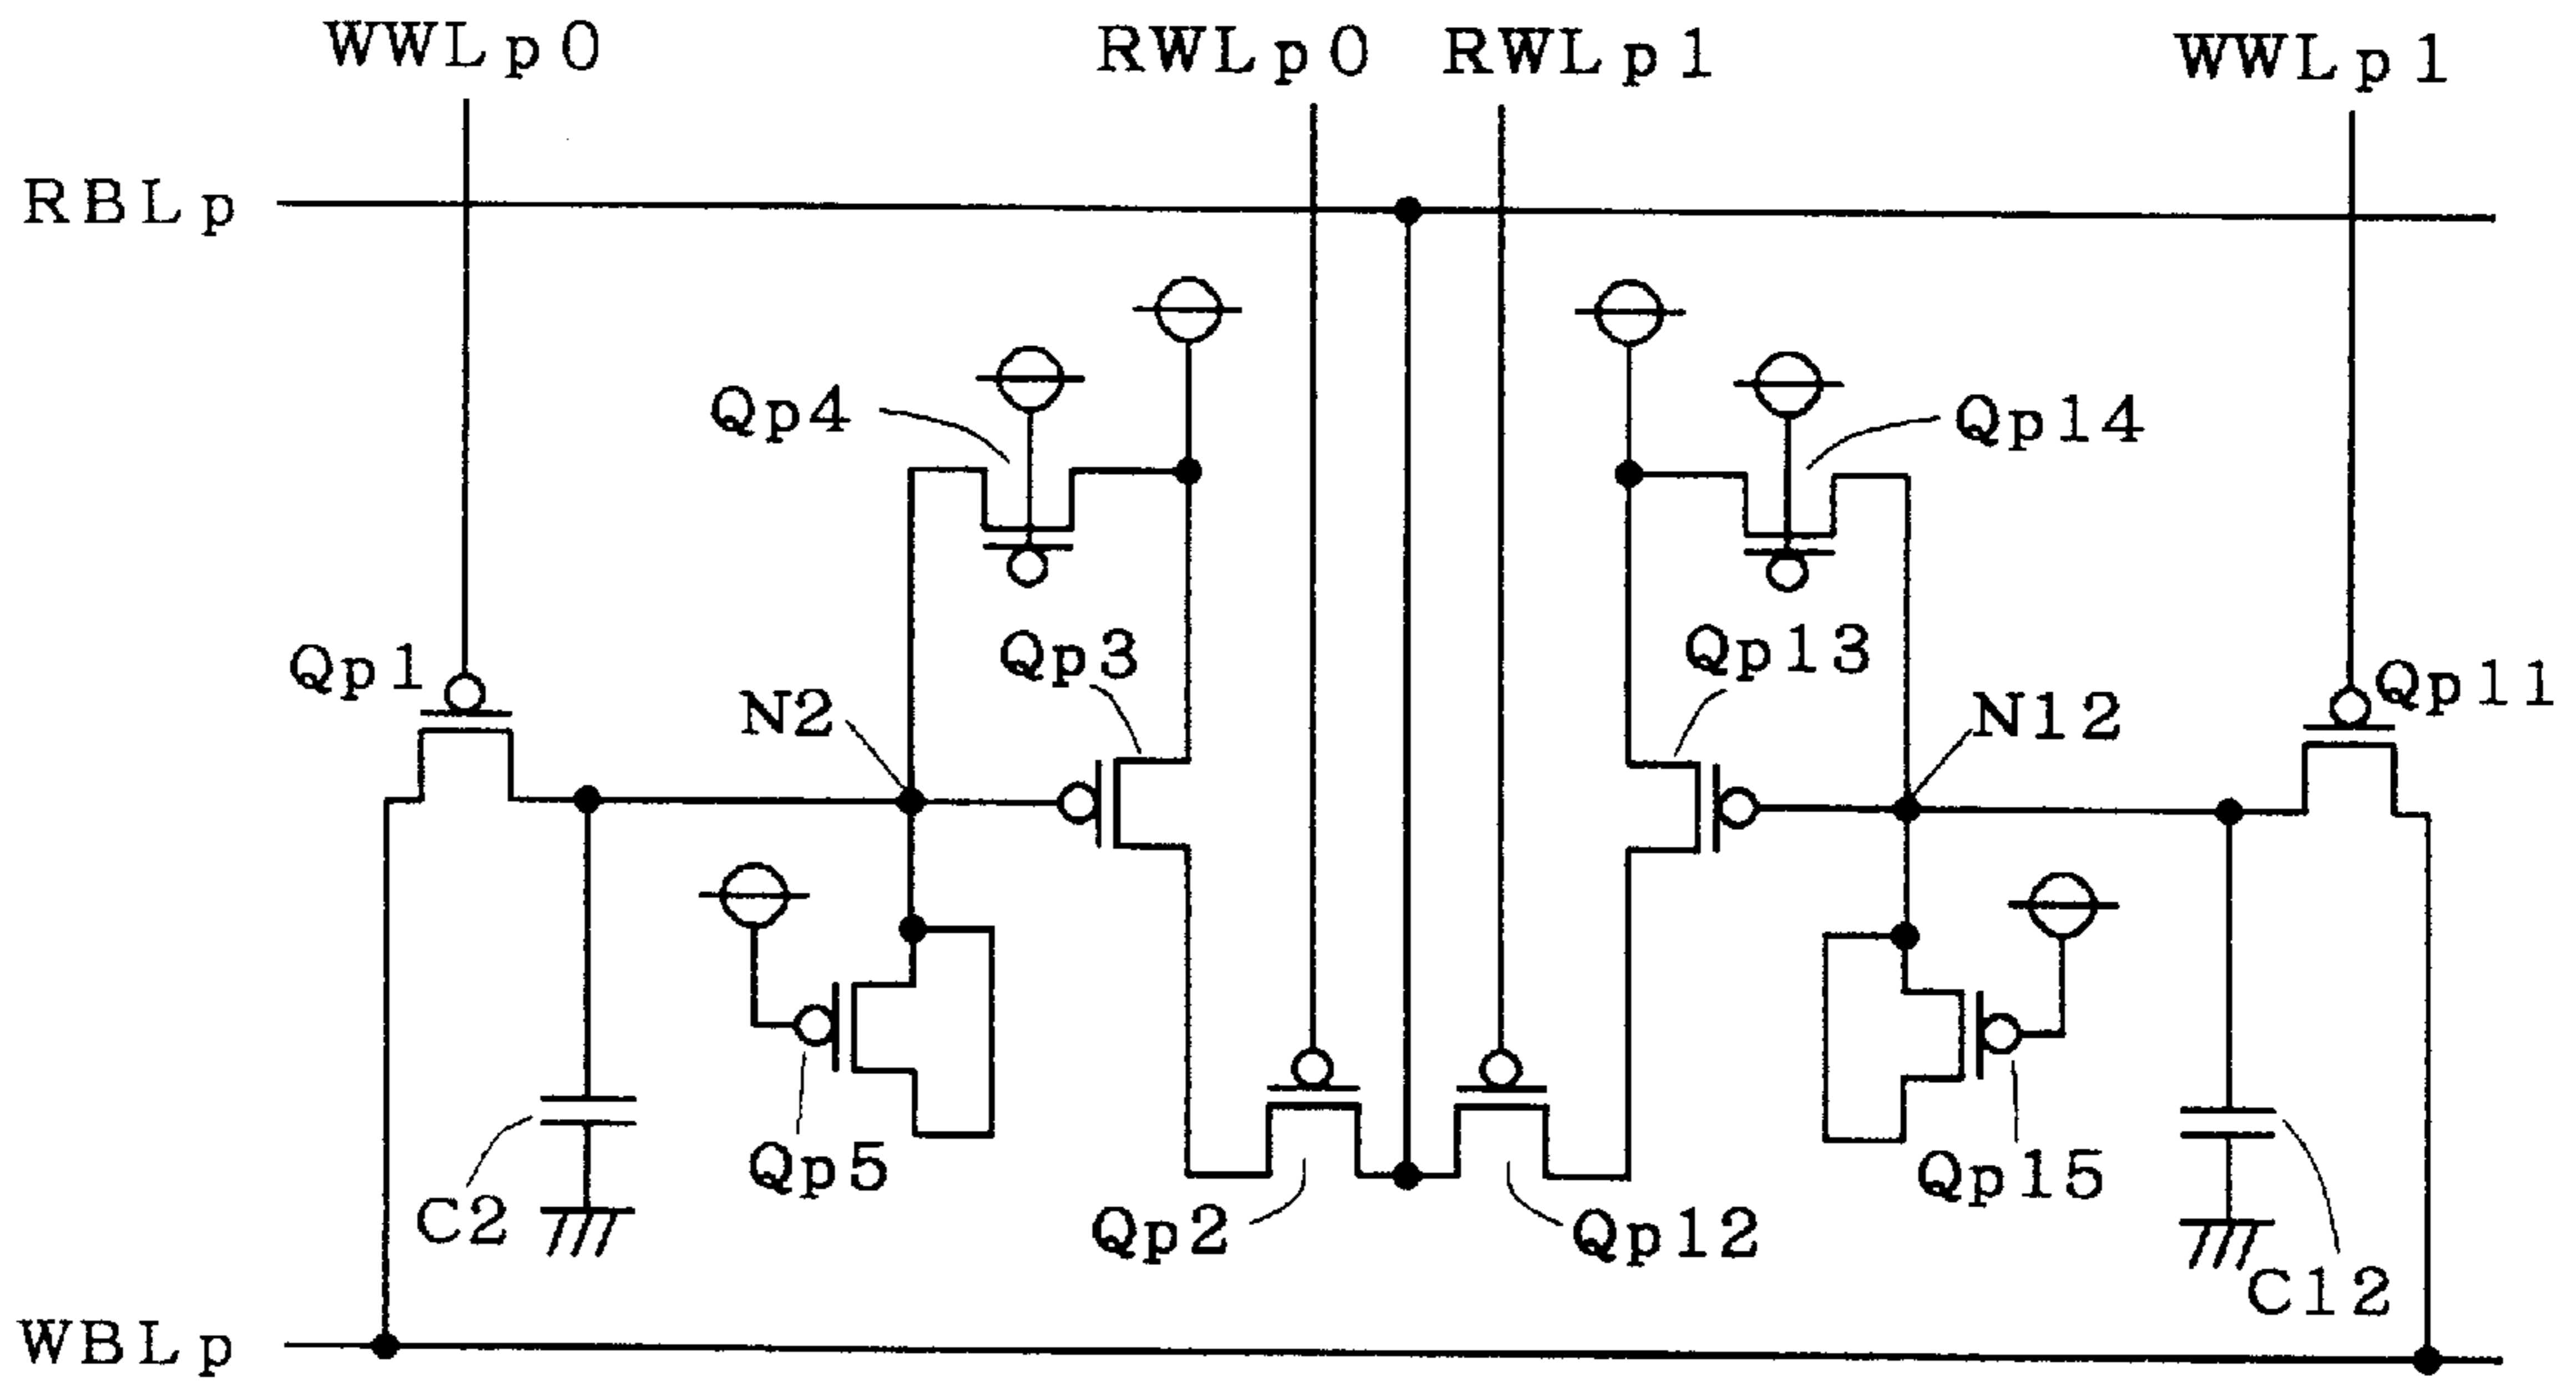 WWLp0 RWLp0 RWLp1 WWLp1
RBLp
Qp4 Qp14
Qp3 Qp13
Qp1 N2 N12 Qp11
Qp5 Qp15
C2 Qp2 Qp12
C12
WBLp